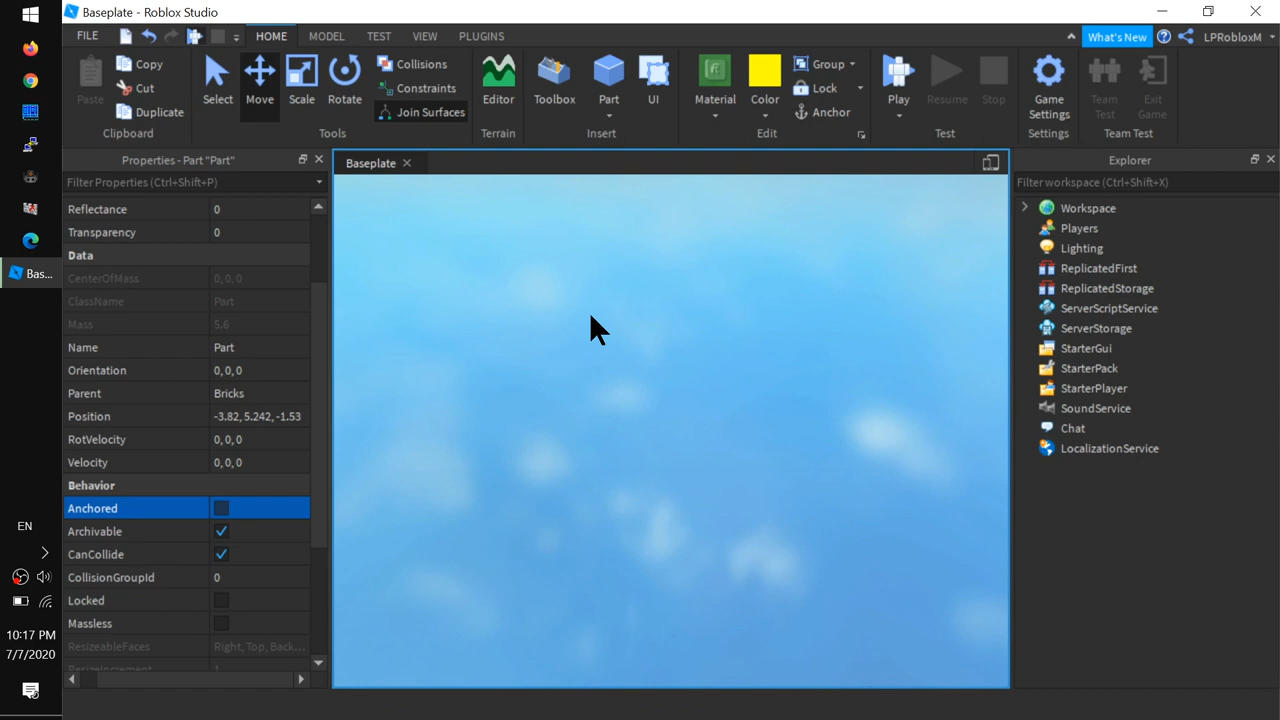 Baseplate - Roblox Studio
FILE HOME MODEL TEST VIEW PLUGINS What's New LPRobloxM
Paste Copy Cut Duplicate Clipboard
Select Move Scale Rotate Collisions Constraints Join Surfaces Tools
Editor Terrain
Toolbox Part UI Insert
Material Color Group Lock Anchor Edit
Play Resume Stop Test
Game Settings Settings
Team Test Exit Game Team Test
Properties - Part "Part"
Filter Properties (Ctrl+Shift+P)
Reflectance 0
Transparency 0
Data
CenterOfMass 0,0,0
ClassName Part
Mass 5.6
Name Part
Orientation 0,0,0
Parent Bricks
Position -3.82, 5.242, -1.53
RotVelocity 0,0,0
Velocity 0,0,0
Behavior
Anchored
Archivable
CanCollide
CollisionGroupId 0
Locked
Massless
ResizeableFaces Right, Top, Back...
ResizeIncrement 1
Baseplate
Explorer
Filter workspace (Ctrl+Shift+X)
Workspace
Players
Lighting
ReplicatedFirst
ReplicatedStorage
ServerScriptService
ServerStorage
StarterGui
StarterPack
StarterPlayer
SoundService
Chat
LocalizationService
Bas...
EN
10:17 PM
7/7/2020